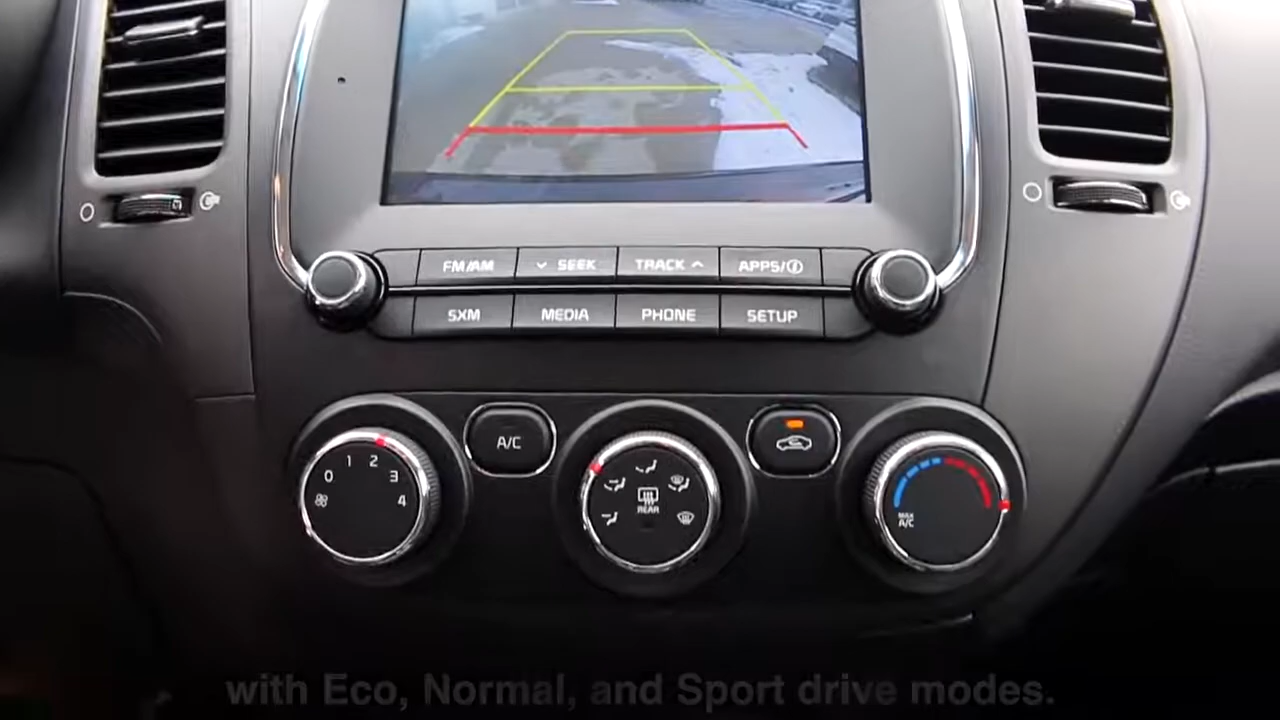 FM/AM
SEEK
TRACK
APPS/i
SXM
MEDIA
PHONE
SETUP
0 1 2 3 4
A/C
REAR
MAX
A/C
with Eco, Normal, and Sport drive modes.